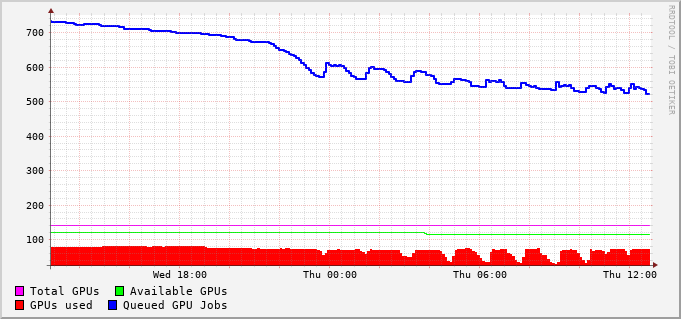 RRDTOOL / TOBI OETIKER
700
600
500
400
300
200
100
Wed 18:00 Thu 00:00 Thu 06:00 Thu 12:00
Total GPUs Available GPUs
GPUs used Queued GPU Jobs